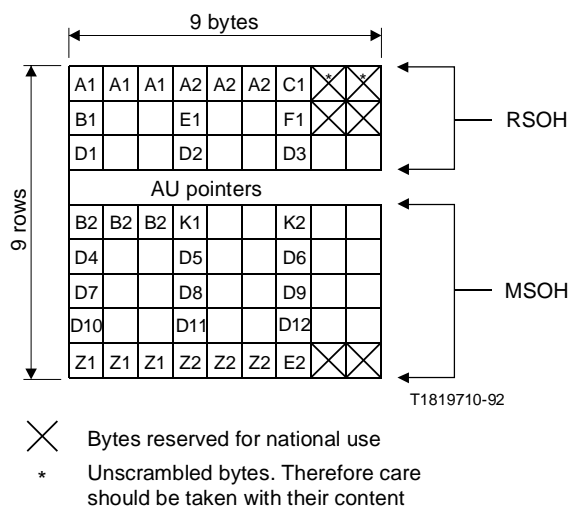 9 bytes
A1 A1 A1 A2 A2 A2 C1 * *
B1 E1 F1
RSOH
D1 D2 D3
AU pointers
9 rows
B2 B2 B2 K1 K2
D4 D5 D6
D7 D8 D9
MSOH
D10 D11 D12
Z1 Z1 Z1 Z2 Z2 Z2 E2
T1819710-92
Bytes reserved for national use
* Unscrambled bytes. Therefore care
should be taken with their content